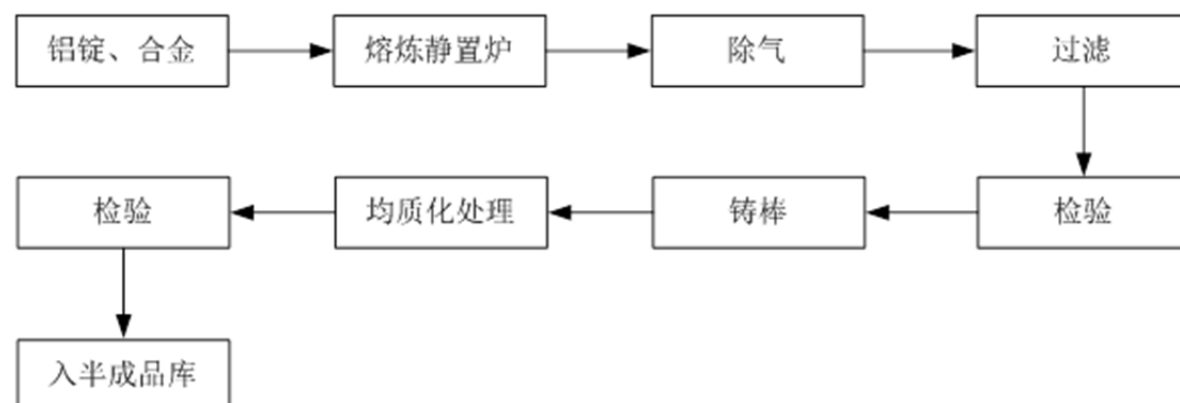 铝锭、合金
熔炼静置炉
除气
过滤
检验
铸棒
均质化处理
检验
入半成品库